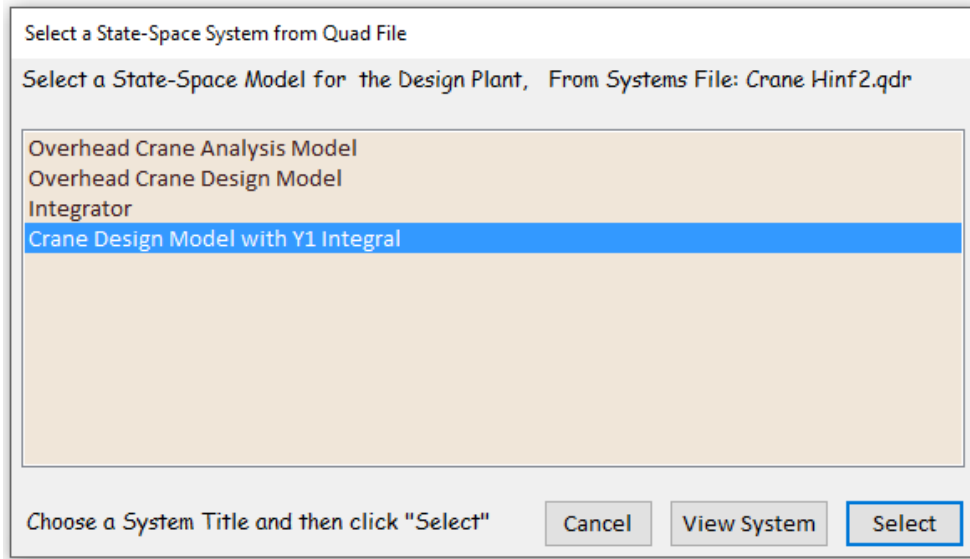 Select a State-Space System from Quad File
Select a State-Space Model for the Design Plant, From Systems File: Crane Hinf2.qdr
Overhead Crane Analysis Model
Overhead Crane Design Model
Integrator
Crane Design Model with Y1 Integral
Choose a System Title and then click "Select"
Cancel
View System
Select